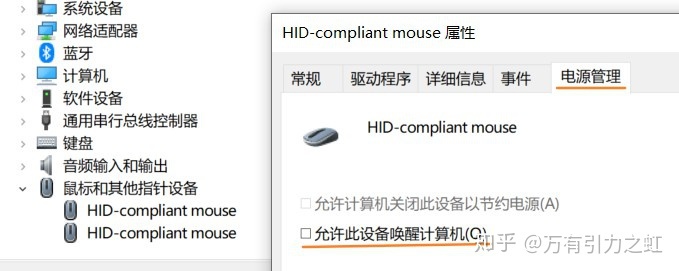 系统设备
网络适配器
蓝牙
计算机
软件设备
通用串行总线控制器
键盘
音频输入和输出
鼠标和其他指针设备
HID-compliant mouse
HID-compliant mouse
HID-compliant mouse 属性
常规 驱动程序 详细信息 事件 电源管理
HID-compliant mouse
允许计算机关闭此设备以节约电源(A)
允许此设备唤醒计算机(O)
知乎 @万有引力之虹